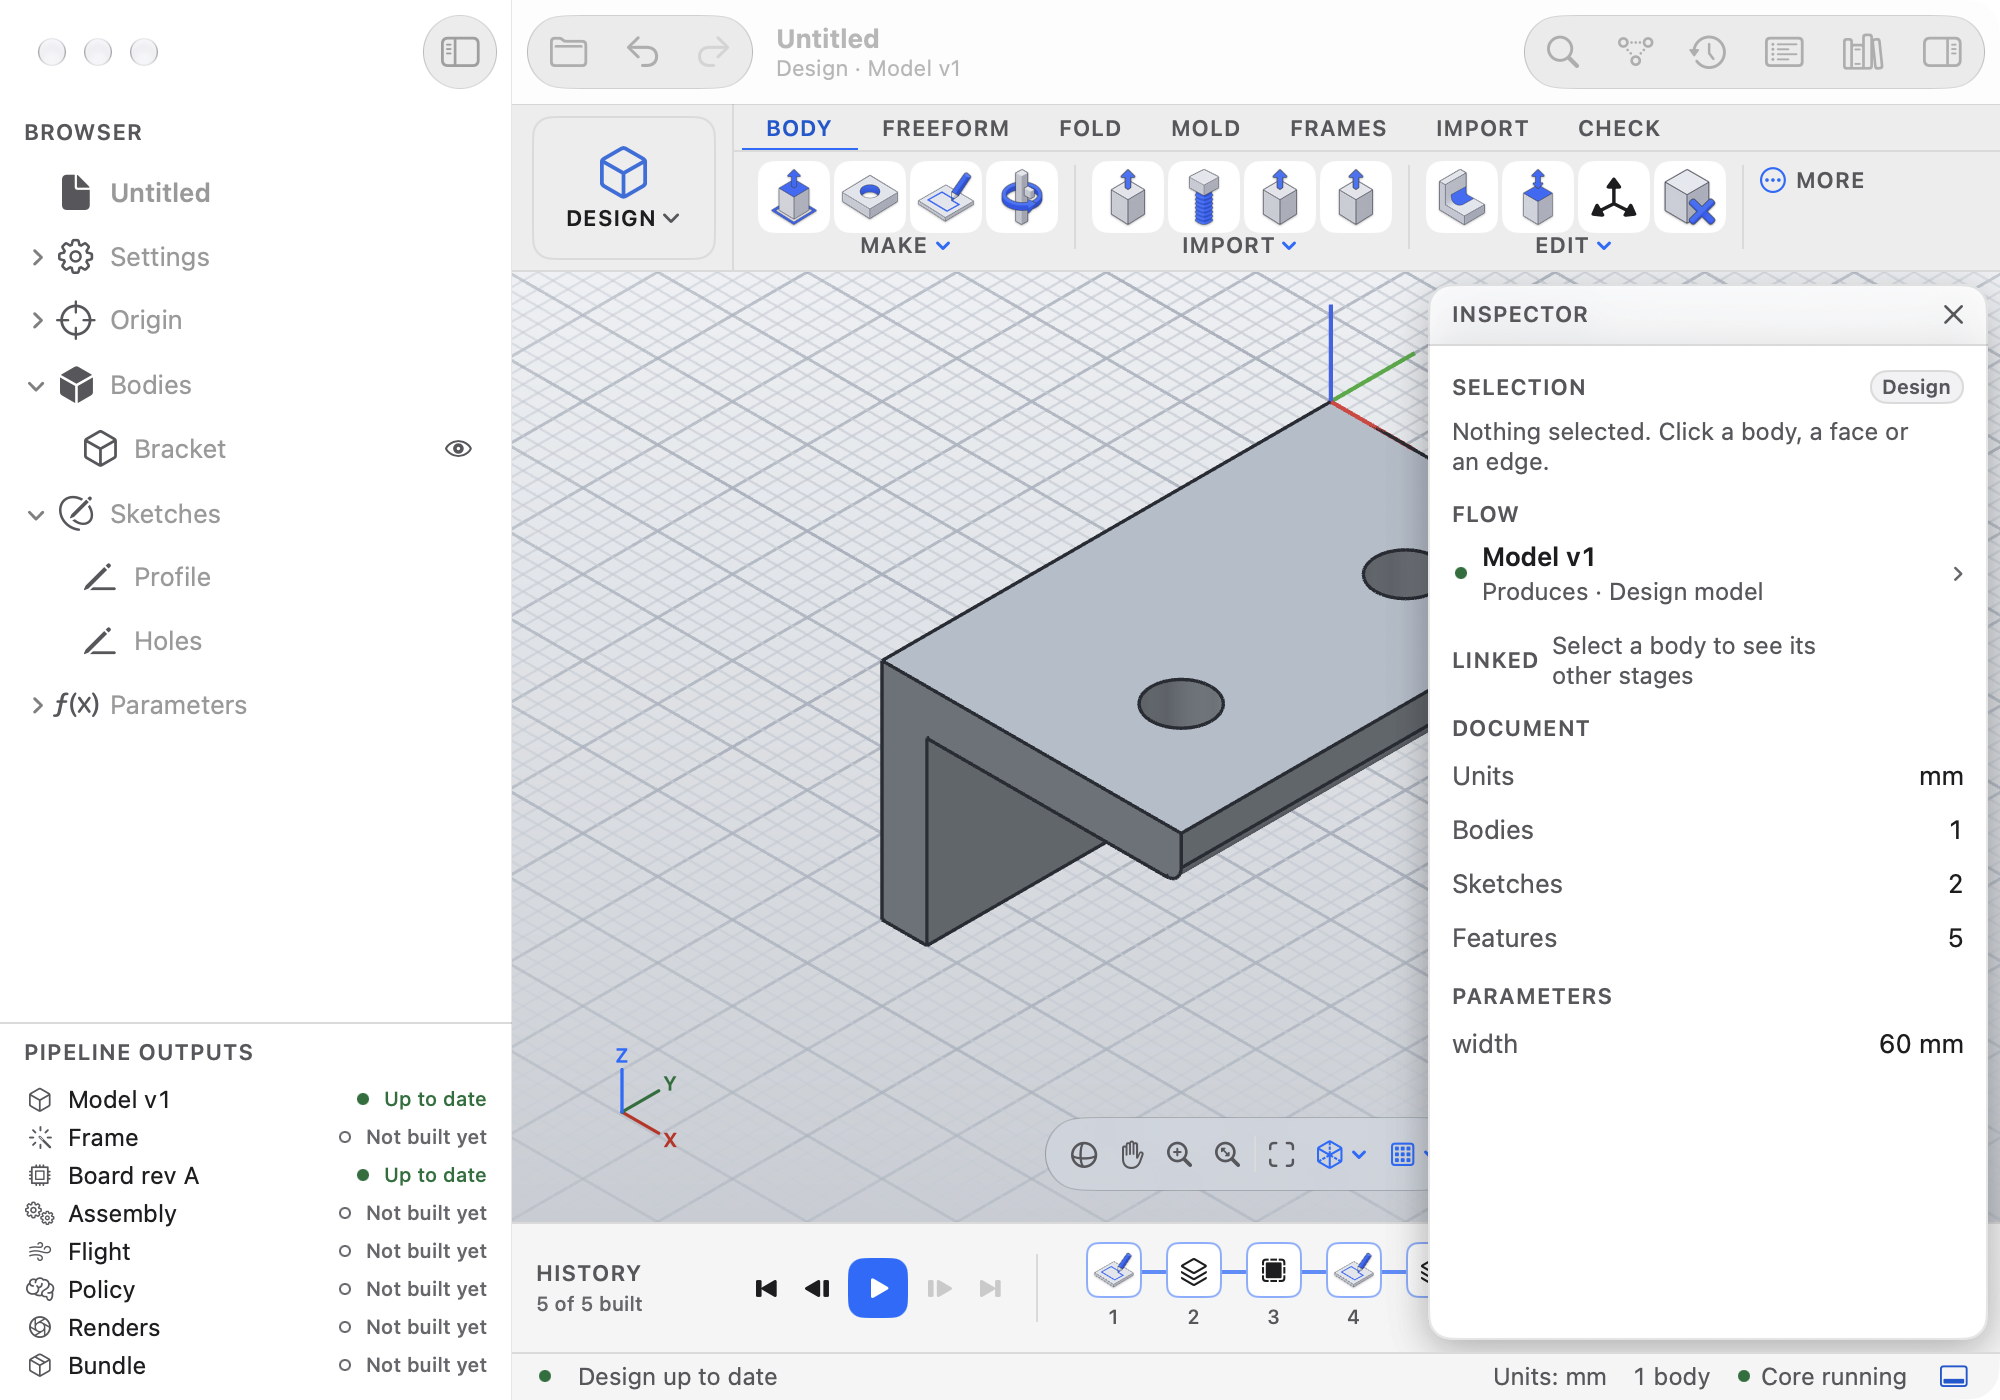 Untitled
Design · Model v1
BROWSER
Untitled
Settings
Origin
Bodies
Bracket
Sketches
Profile
Holes
ƒ(x) Parameters
PIPELINE OUTPUTS
Model v1 Up to date
Frame Not built yet
Board rev A Up to date
Assembly Not built yet
Flight Not built yet
Policy Not built yet
Renders Not built yet
Bundle Not built yet
DESIGN
BODY FREEFORM FOLD MOLD FRAMES IMPORT CHECK
MAKE IMPORT EDIT
MORE
Z
Y
X
INSPECTOR
SELECTION Design
Nothing selected. Click a body, a face or
an edge.
FLOW
Model v1
Produces · Design model
LINKED Select a body to see its
other stages
DOCUMENT
Units mm
Bodies 1
Sketches 2
Features 5
PARAMETERS
width 60 mm
HISTORY
5 of 5 built
1 2 3 4
Design up to date
Units: mm 1 body Core running